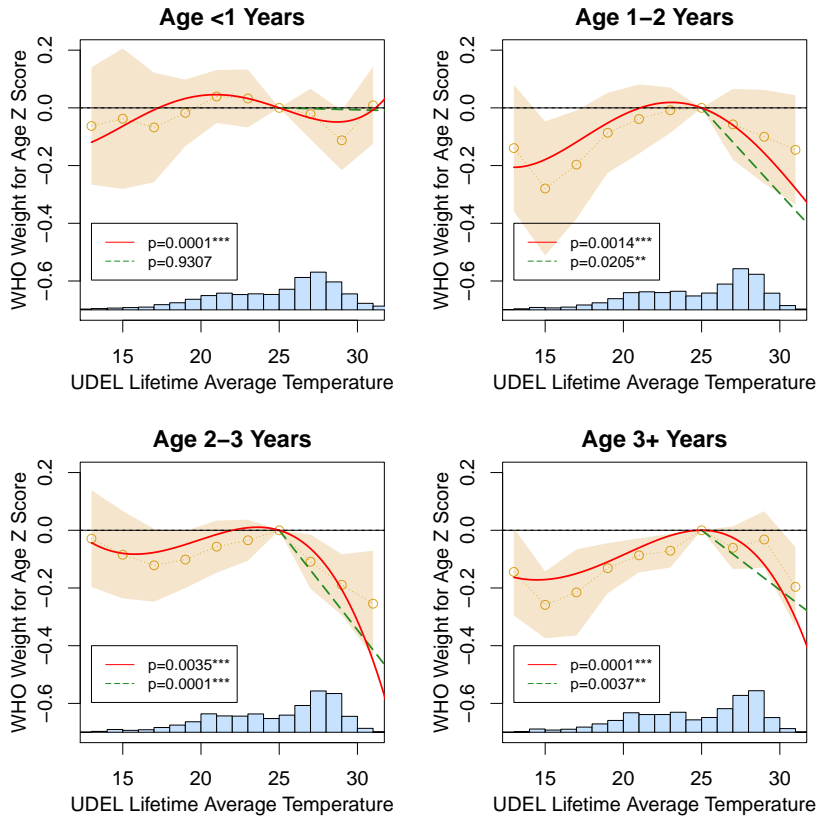 Age <1 Years
WHO Weight for Age Z Score
0.2
0.0
−0.2
−0.4
−0.6
p=0.0001***
p=0.9307
15 20 25 30
UDEL Lifetime Average Temperature
Age 1−2 Years
WHO Weight for Age Z Score
0.2
0.0
−0.2
−0.4
−0.6
p=0.0014***
p=0.0205**
15 20 25 30
UDEL Lifetime Average Temperature
Age 2−3 Years
WHO Weight for Age Z Score
0.2
0.0
−0.2
−0.4
−0.6
p=0.0035***
p=0.0001***
15 20 25 30
UDEL Lifetime Average Temperature
Age 3+ Years
WHO Weight for Age Z Score
0.2
0.0
−0.2
−0.4
−0.6
p=0.0001***
p=0.0037**
15 20 25 30
UDEL Lifetime Average Temperature